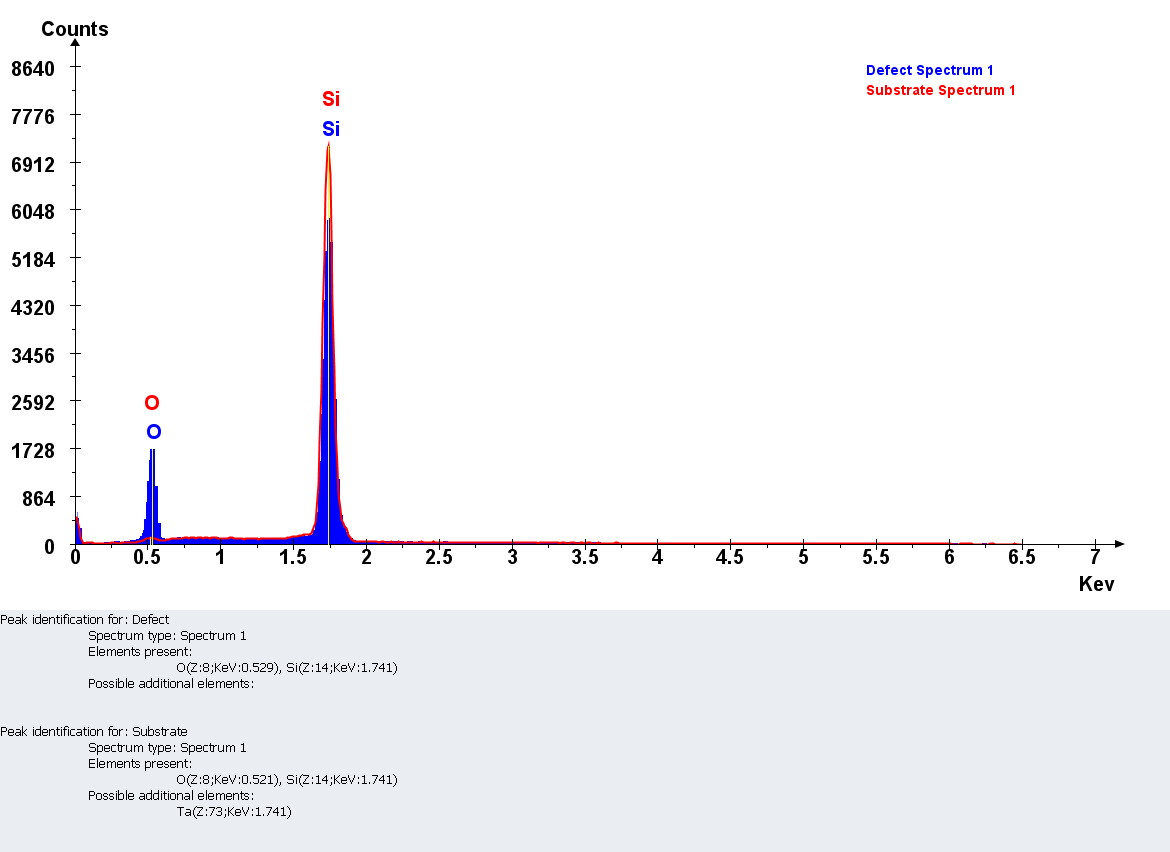 Counts
8640
7776
6912
6048
5184
4320
3456
2592
1728
864
0
Defect Spectrum 1
Substrate Spectrum 1
Si
Si
O
O
0 0.5 1 1.5 2 2.5 3 3.5 4 4.5 5 5.5 6 6.5 7
Kev
Peak identification for: Defect
Spectrum type: Spectrum 1
Elements present:
O(Z:8;KeV:0.529), Si(Z:14;KeV:1.741)
Possible additional elements:
Peak identification for: Substrate
Spectrum type: Spectrum 1
Elements present:
O(Z:8;KeV:0.521), Si(Z:14;KeV:1.741)
Possible additional elements:
Ta(Z:73;KeV:1.741)